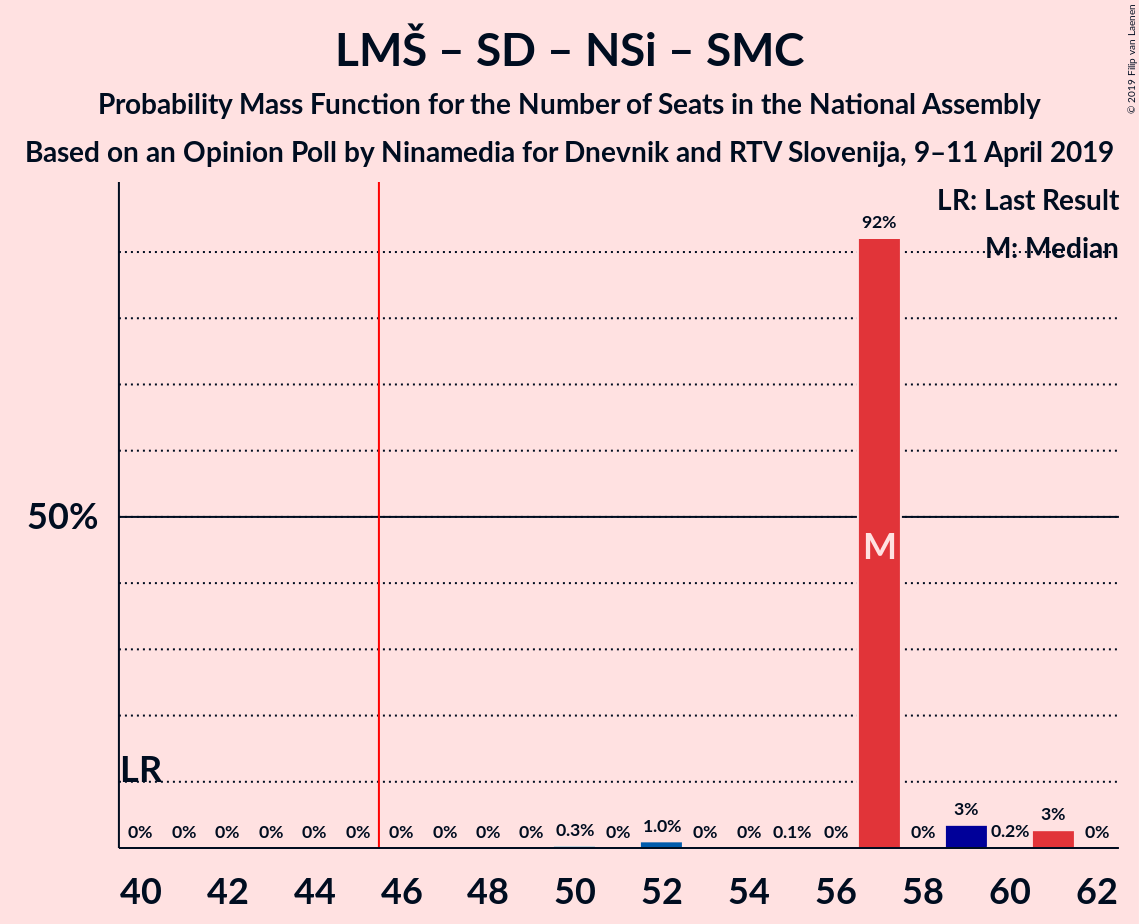 LMŠ – SD – NSi – SMC
Probability Mass Function for the Number of Seats in the National Assembly
Based on an Opinion Poll by Ninamedia for Dnevnik and RTV Slovenija, 9–11 April 2019
© 2019 Filip van Laenen
LR: Last Result
M: Median
50%
LR
M
0% 0% 0% 0% 0% 0% 0% 0% 0% 0% 0.3% 0% 1.0% 0% 0% 0.1% 0% 92% 0% 3% 0.2% 3% 0%
40 42 44 46 48 50 52 54 56 58 60 62